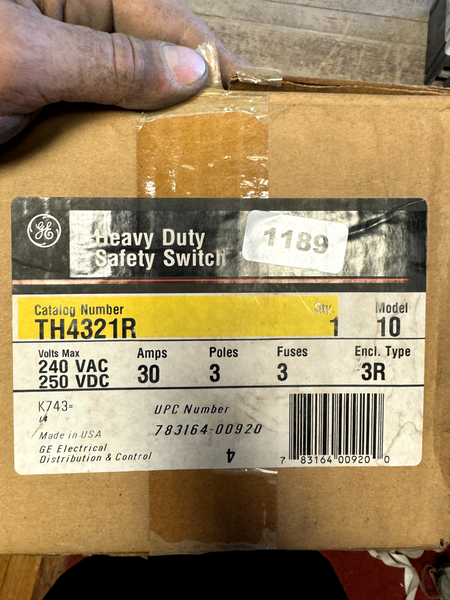 GE
Heavy Duty
Safety Switch
1189
Catalog Number Qty. Model
TH4321R 1 10
Volts Max Amps Poles Fuses Encl. Type
240 VAC
250 VDC 30 3 3 3R
K743=
Made in USA
GE Electrical
Distribution & Control
UPC Number
783164-00920
4
7 83164 00920 0